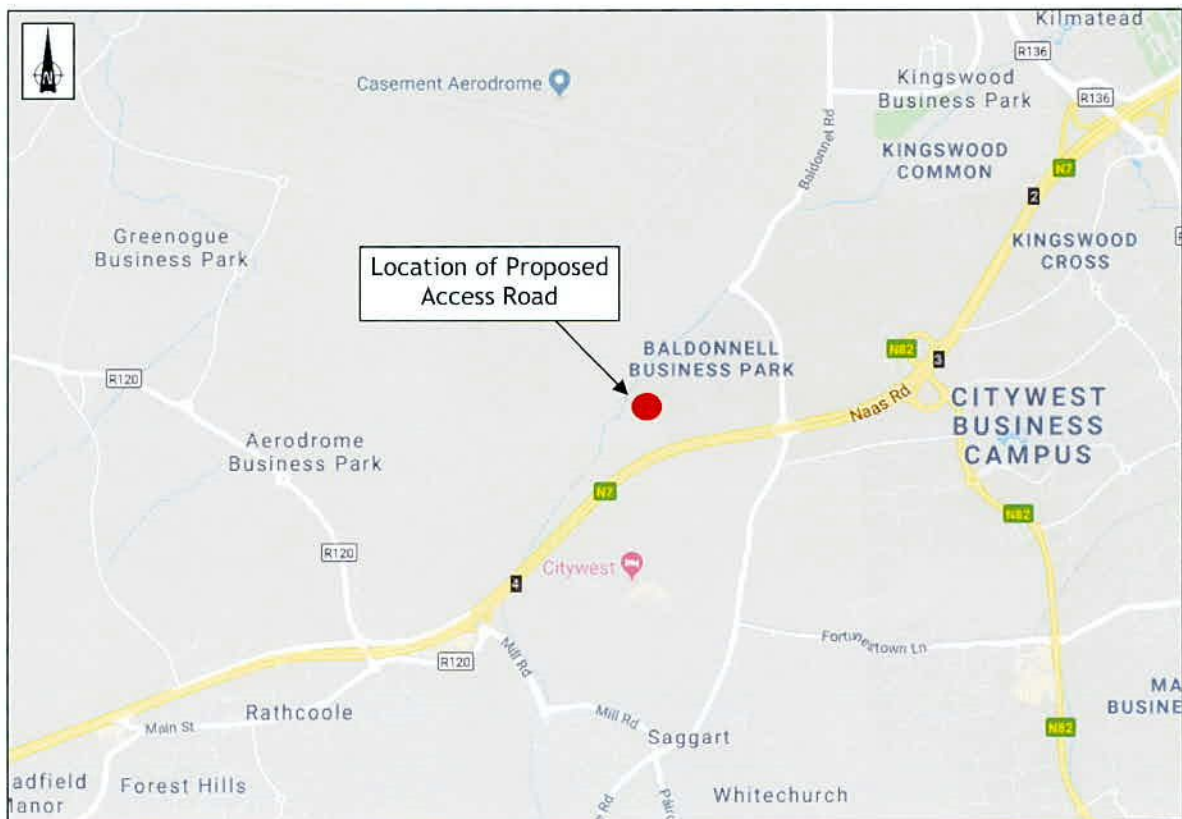 Kilmatead
N
R136
Casement Aerodrome
Kingswood
Business Park
R136
Baldonnel Rd
KINGSWOOD
COMMON
N7
2
Greenogue
Business Park
KINGSWOOD
CROSS
Location of Proposed
Access Road
BALDONNELL
BUSINESS PARK
N82
3
R120
Naas Rd
CITYWEST
BUSINESS
CAMPUS
Aerodrome
Business Park
N7
N82
R120
Citywest
4
Fortunestown Ln
R120
Mill Rd
MA
BUSINE
Rathcoole
Mill Rd
Main St
Saggart
N82
adfield
Manor
Forest Hills
Whitechurch
e Rd
Páirc